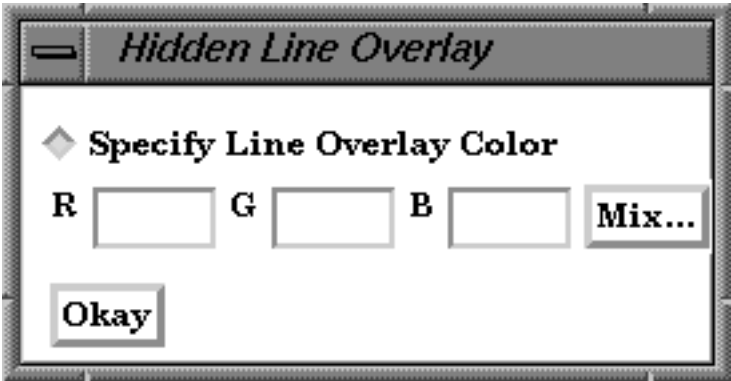 Hidden Line Overlay
Specify Line Overlay Color
R G B Mix...
Okay